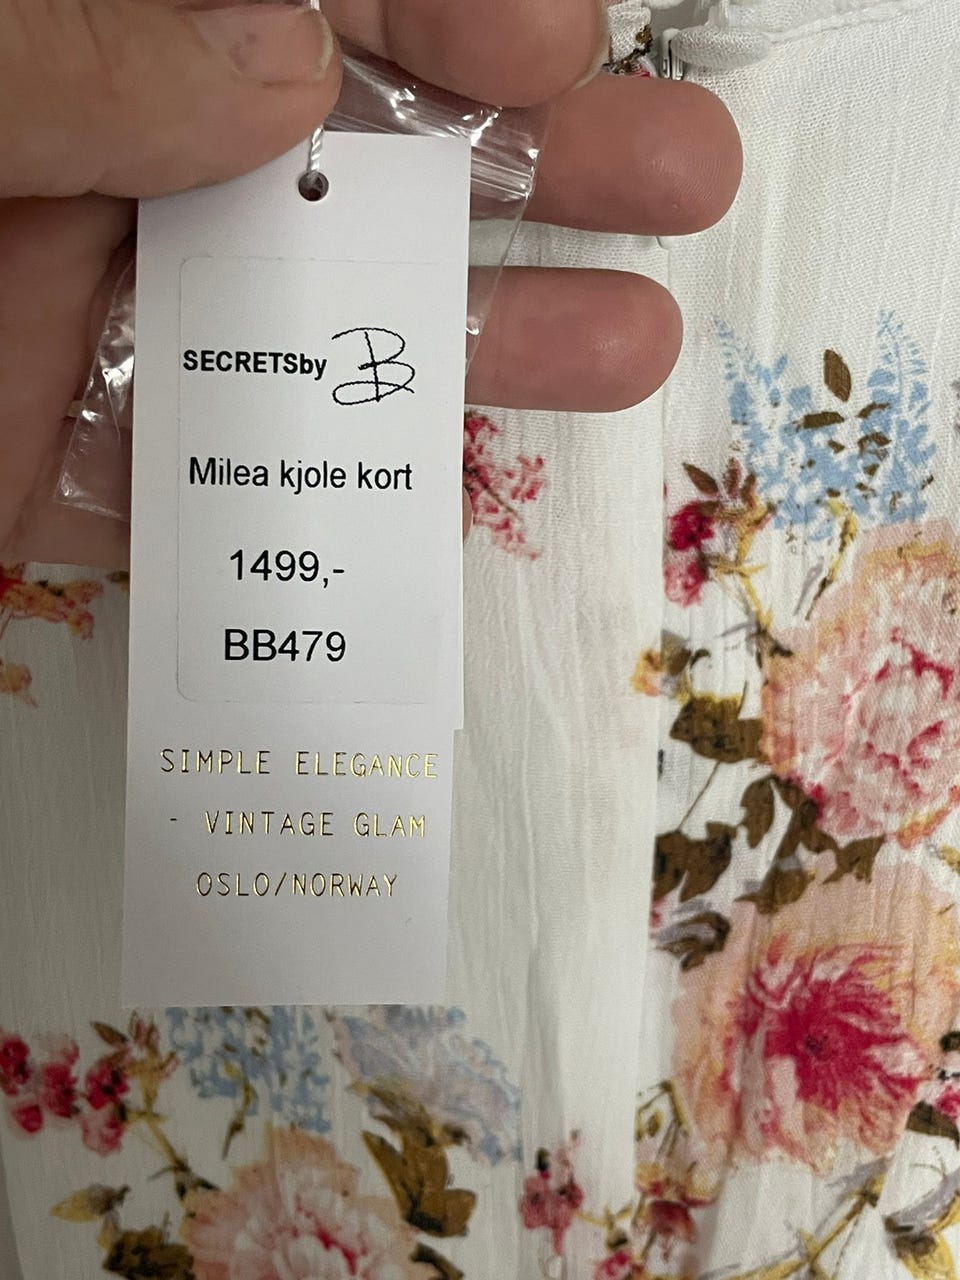 SECRETSby B
Milea kjole kort
1499,-
BB479
SIMPLE ELEGANCE
- VINTAGE GLAM
OSLO/NORWAY